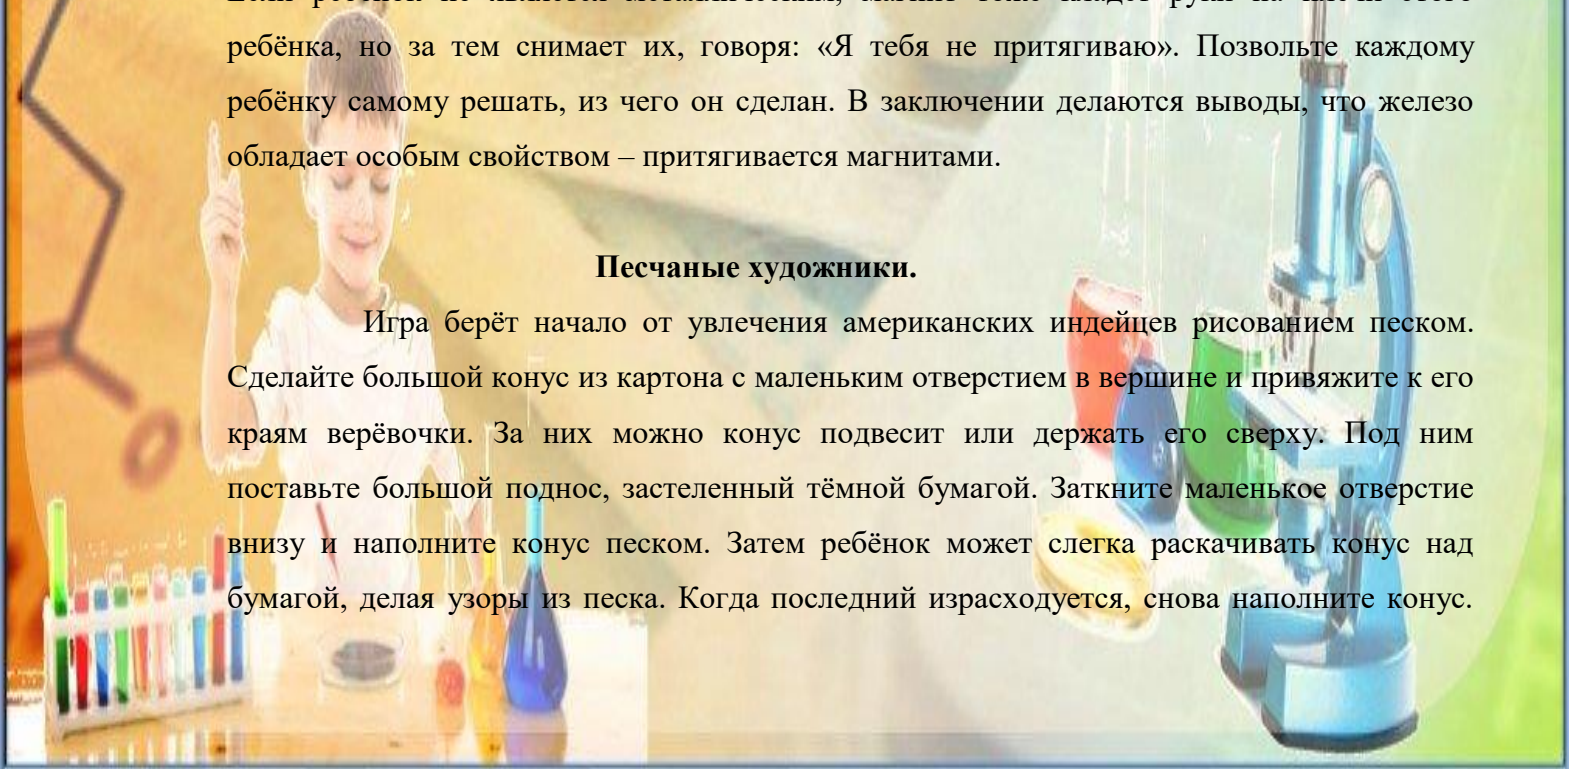 ребёнка, но за тем снимает их, говоря: «Я тебя не притягиваю». Позвольте каждому
ребёнку самому решать, из чего он сделан. В заключении делаются выводы, что железо
обладает особым свойством – притягивается магнитами.
Песчаные художники.
Игра берёт начало от увлечения американских индейцев рисованием песком.
Сделайте большой конус из картона с маленьким отверстием в вершине и привяжите к его
краям верёвочки. За них можно конус подвесит или держать его сверху. Под ним
поставьте большой поднос, застеленный тёмной бумагой. Заткните маленькое отверстие
внизу и наполните конус песком. Затем ребёнок может слегка раскачивать конус над
бумагой, делая узоры из песка. Когда последний израсходуется, снова наполните конус.